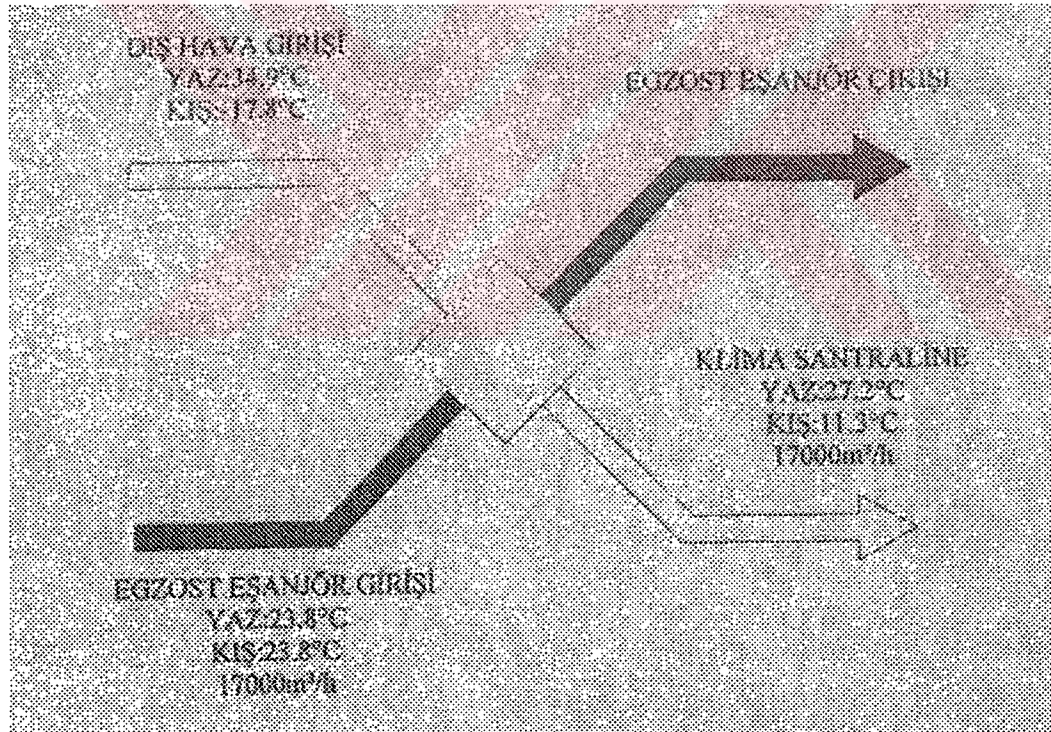 DIŞ HAVA GİRİŞİ
YAZ:34.9°C
KIŞ:-17.8°C
EGZOST EŞANJÖR ÇIKIŞI
KLİMA SANTRALİNE
YAZ:27.2°C
KIŞ:11.3°C
17000m³/h
EGZOST EŞANJÖR GİRİŞİ
YAZ:23.8°C
KIŞ:23.8°C
17000m³/h